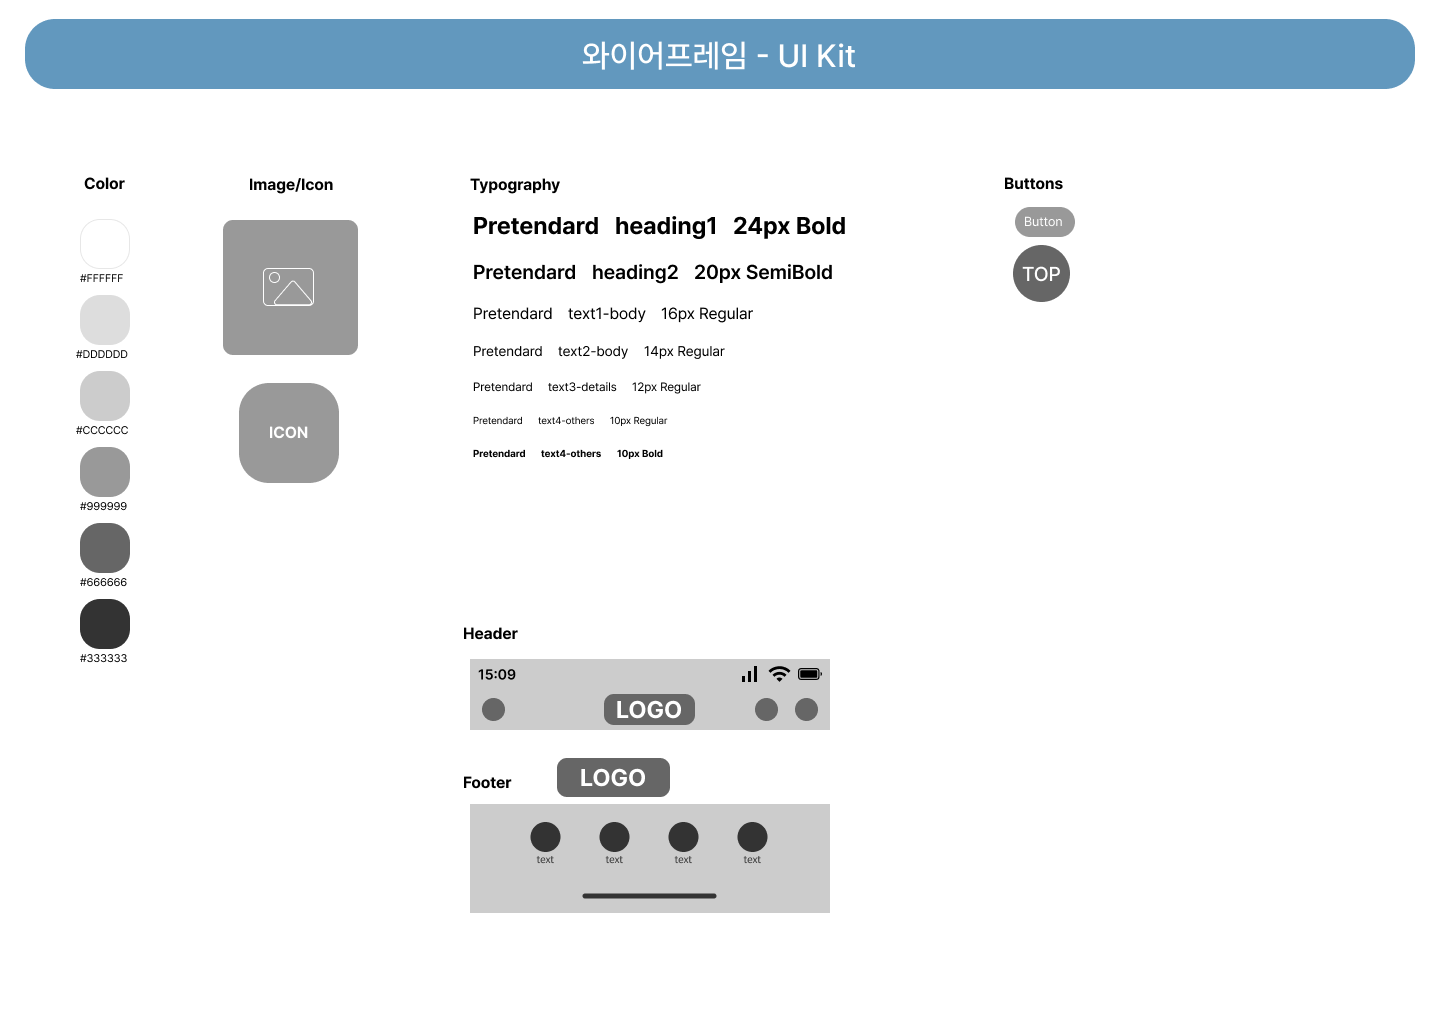 와이어프레임 - UI Kit
Color
#FFFFFF
#DDDDDD
#CCCCCC
#999999
#666666
#333333
Image/Icon
ICON
Typography
Pretendard heading1 24px Bold
Pretendard heading2 20px SemiBold
Pretendard text1-body 16px Regular
Pretendard text2-body 14px Regular
Pretendard text3-details 12px Regular
Pretendard text4-others 10px Regular
Pretendard text4-others 10px Bold
Buttons
Button
TOP
Header
15:09
LOGO
Footer
LOGO
text text text text